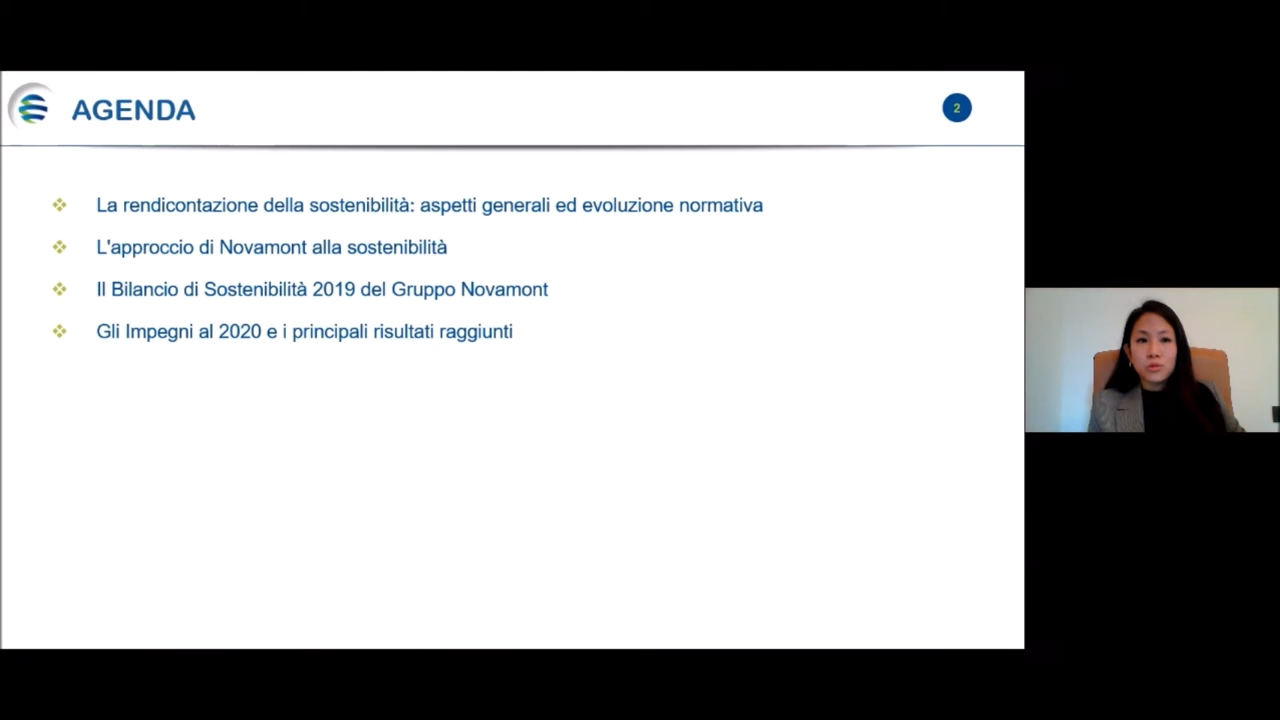 AGENDA
2
La rendicontazione della sostenibilità: aspetti generali ed evoluzione normativa
L'approccio di Novamont alla sostenibilità
Il Bilancio di Sostenibilità 2019 del Gruppo Novamont
Gli Impegni al 2020 e i principali risultati raggiunti